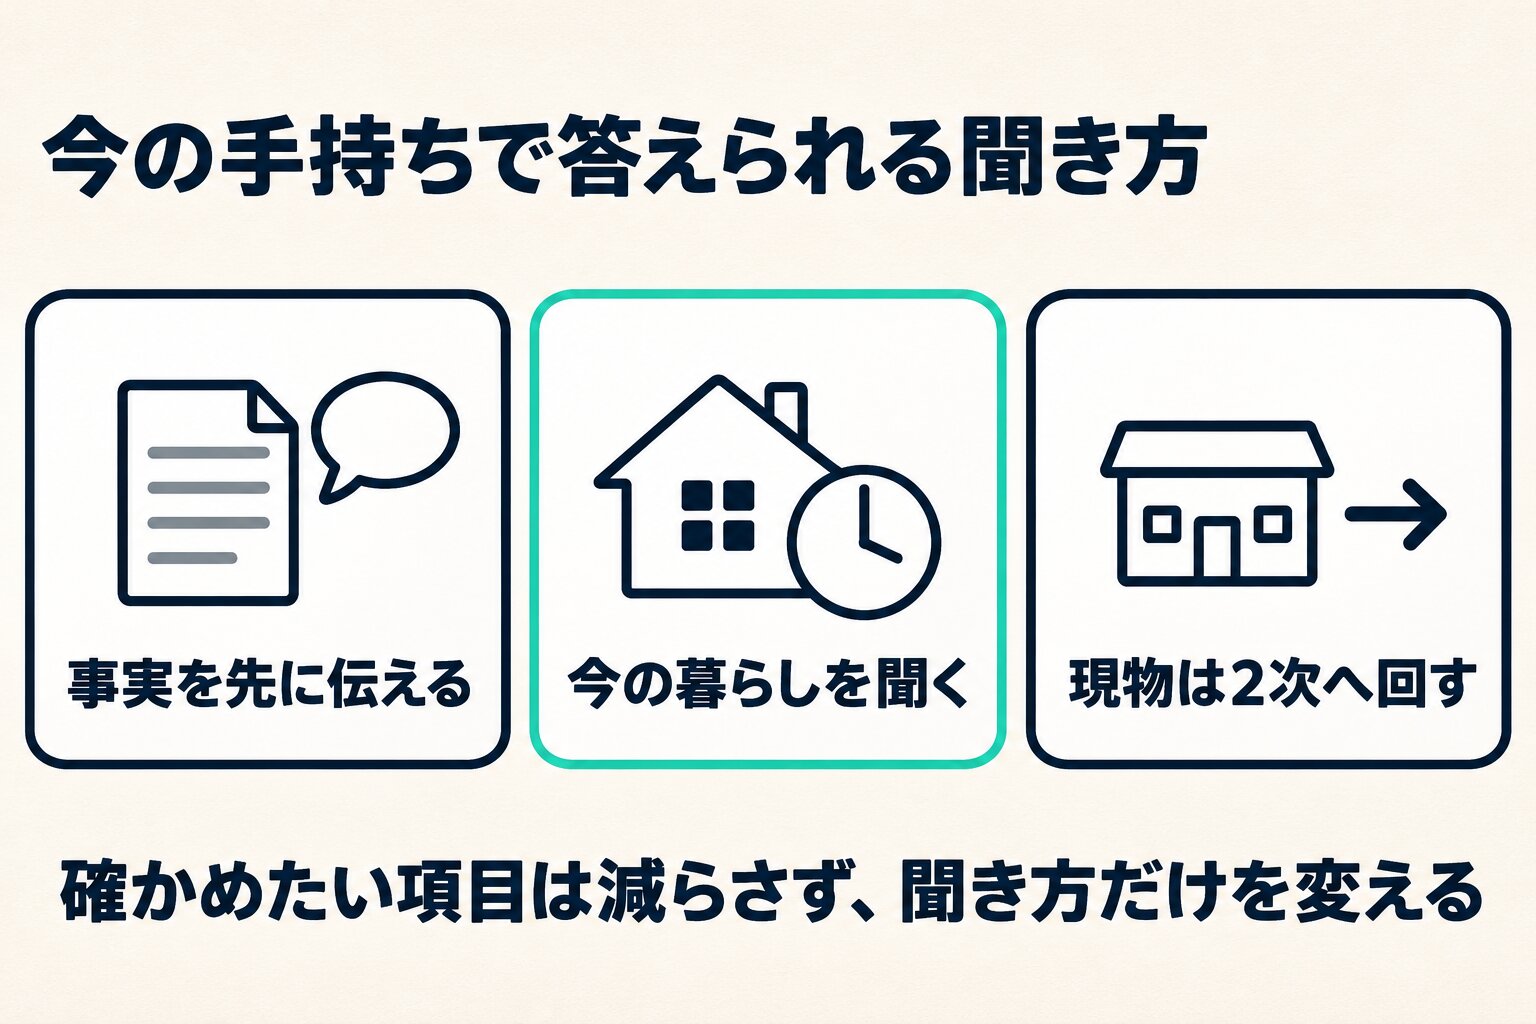 今の手持ちで答えられる聞き方
事実を先に伝える
今の暮らしを聞く
現物は2次へ回す
確かめたい項目は減らさず、聞き方だけを変える